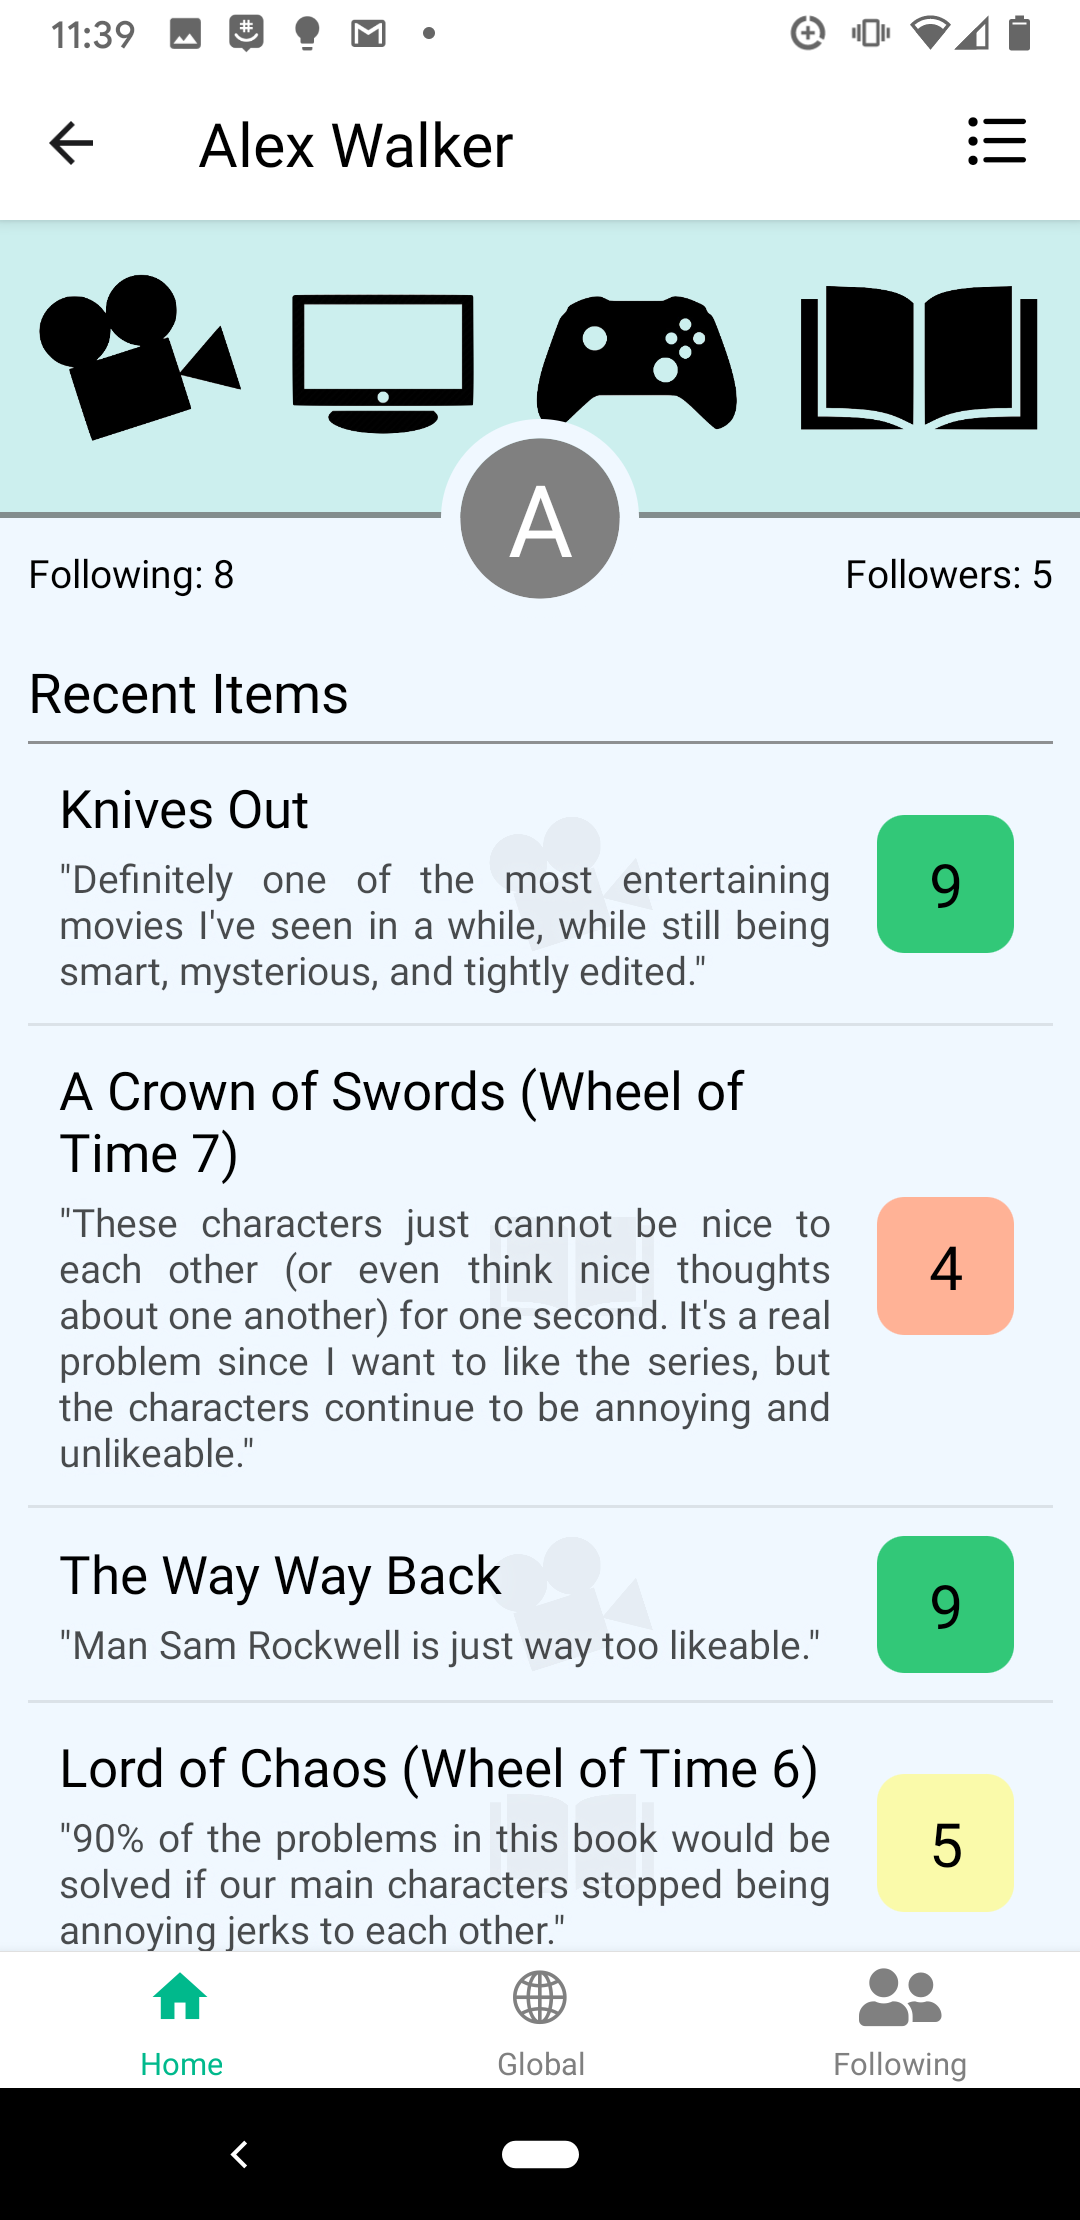 11:39
Alex Walker
A
Following: 8
Followers: 5
Recent Items
Knives Out
"Definitely one of the most entertaining
movies I've seen in a while, while still being
smart, mysterious, and tightly edited."
9
A Crown of Swords (Wheel of
Time 7)
"These characters just cannot be nice to
each other (or even think nice thoughts
about one another) for one second. It's a real
problem since I want to like the series, but
the characters continue to be annoying and
unlikeable."
4
The Way Way Back
"Man Sam Rockwell is just way too likeable."
9
Lord of Chaos (Wheel of Time 6)
"90% of the problems in this book would be
solved if our main characters stopped being
annoying jerks to each other."
5
Home
Global
Following